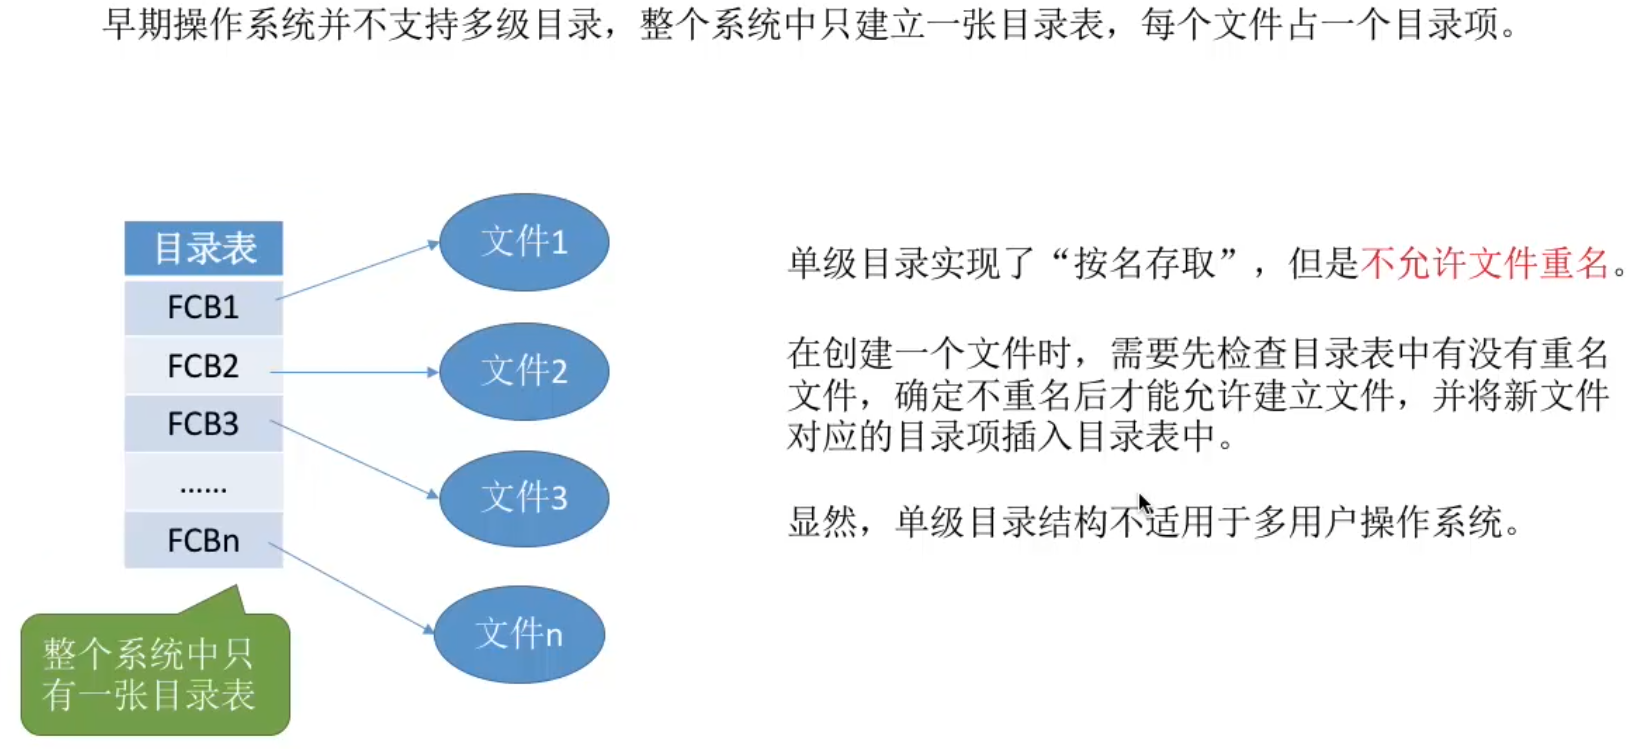 早期操作系统并不支持多级目录，整个系统中只建立一张目录表，每个文件占一个目录项。
目录表
FCB1
FCB2
FCB3
……
FCBn
文件1
文件2
文件3
文件n
整个系统中只
有一张目录表
单级目录实现了“按名存取”，但是不允许文件重名。
在创建一个文件时，需要先检查目录表中有没有重名
文件，确定不重名后才能允许建立文件，并将新文件
对应的目录项插入目录表中。
显然，单级目录结构不适用于多用户操作系统。